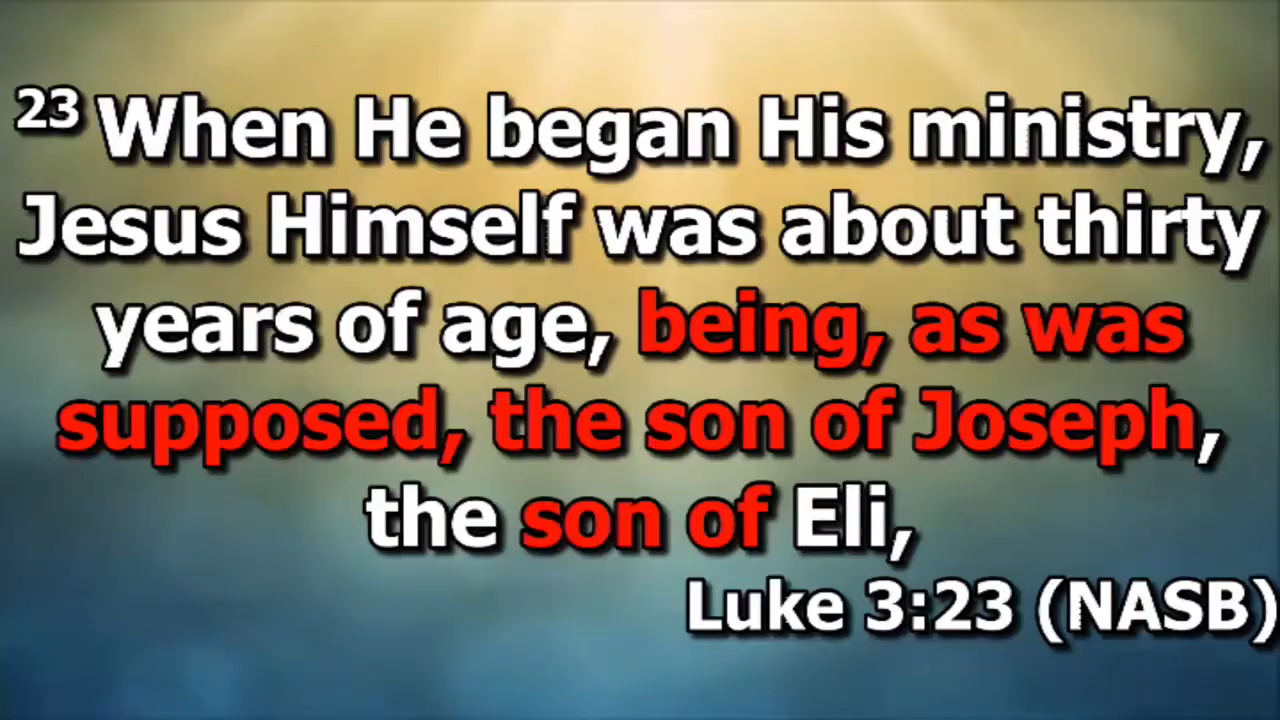 23 When He began His ministry,
Jesus Himself was about thirty
years of age, being, as was
supposed, the son of Joseph,
the son of Eli,
Luke 3:23 (NASB)